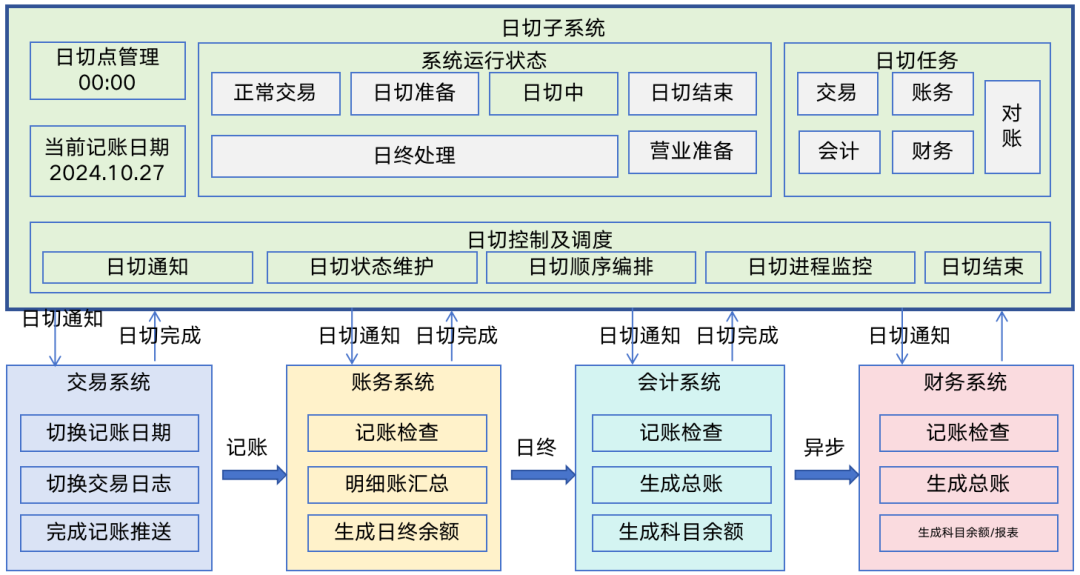 日切子系统
日切点管理
00:00
当前记账日期
2024.10.27
系统运行状态
正常交易
日切准备
日切中
日切结束
日终处理
营业准备
日切任务
交易
账务
会计
财务
对
账
日切控制及调度
日切通知
日切状态维护
日切顺序编排
日切进程监控
日切结束
日切通知
日切完成
日切通知
日切完成
日切通知
日切完成
日切通知
交易系统
切换记账日期
切换交易日志
完成记账推送
记账
账务系统
记账检查
明细账汇总
生成日终余额
日终
会计系统
记账检查
生成总账
生成科目余额
异步
财务系统
记账检查
生成总账
生成科目余额/报表